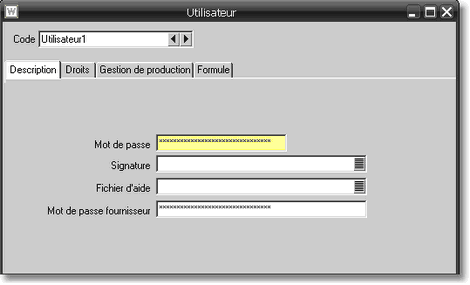 W Utilisateur
Code Utilisateur1
Description Droits Gestion de production Formule
Mot de passe *******************************
Signature
Fichier d'aide
Mot de passe fournisseur *******************************